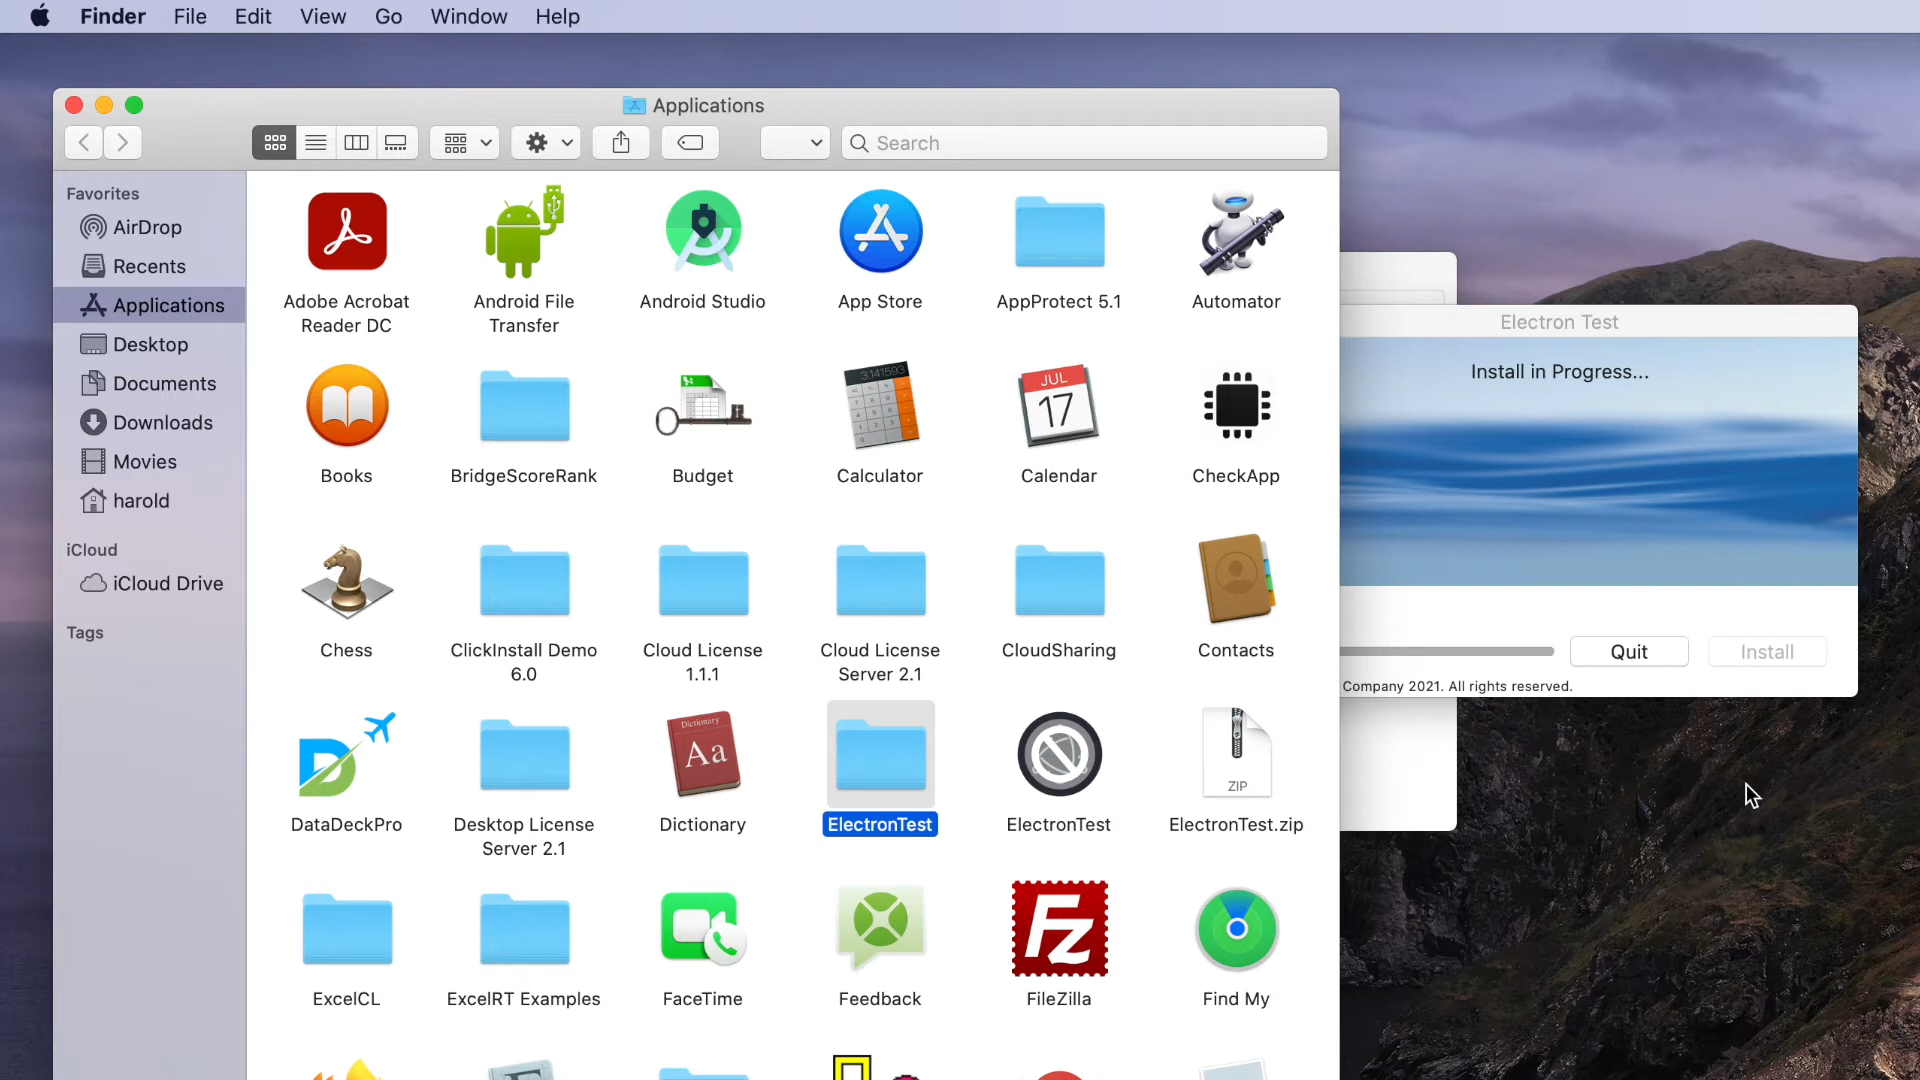 Finder File Edit View Go Window Help
Applications
Search
Favorites
AirDrop
Recents
Applications
Desktop
Documents
Downloads
Movies
harold
iCloud
iCloud Drive
Tags
Adobe Acrobat
Reader DC
Android File
Transfer
Android Studio
App Store
AppProtect 5.1
Automator
Books
BridgeScoreRank
Budget
3.141593
Calculator
JUL
17
Calendar
CheckApp
Chess
ClickInstall Demo
6.0
Cloud License
1.1.1
Cloud License
Server 2.1
CloudSharing
Contacts
DataDeckPro
Desktop License
Server 2.1
Dictionary
Aa
Dictionary
ElectronTest
ElectronTest
ZIP
ElectronTest.zip
ExcelCL
ExcelRT Examples
FaceTime
Feedback
Fz
FileZilla
Find My
Electron Test
Install in Progress...
Quit
Install
Company 2021. All rights reserved.